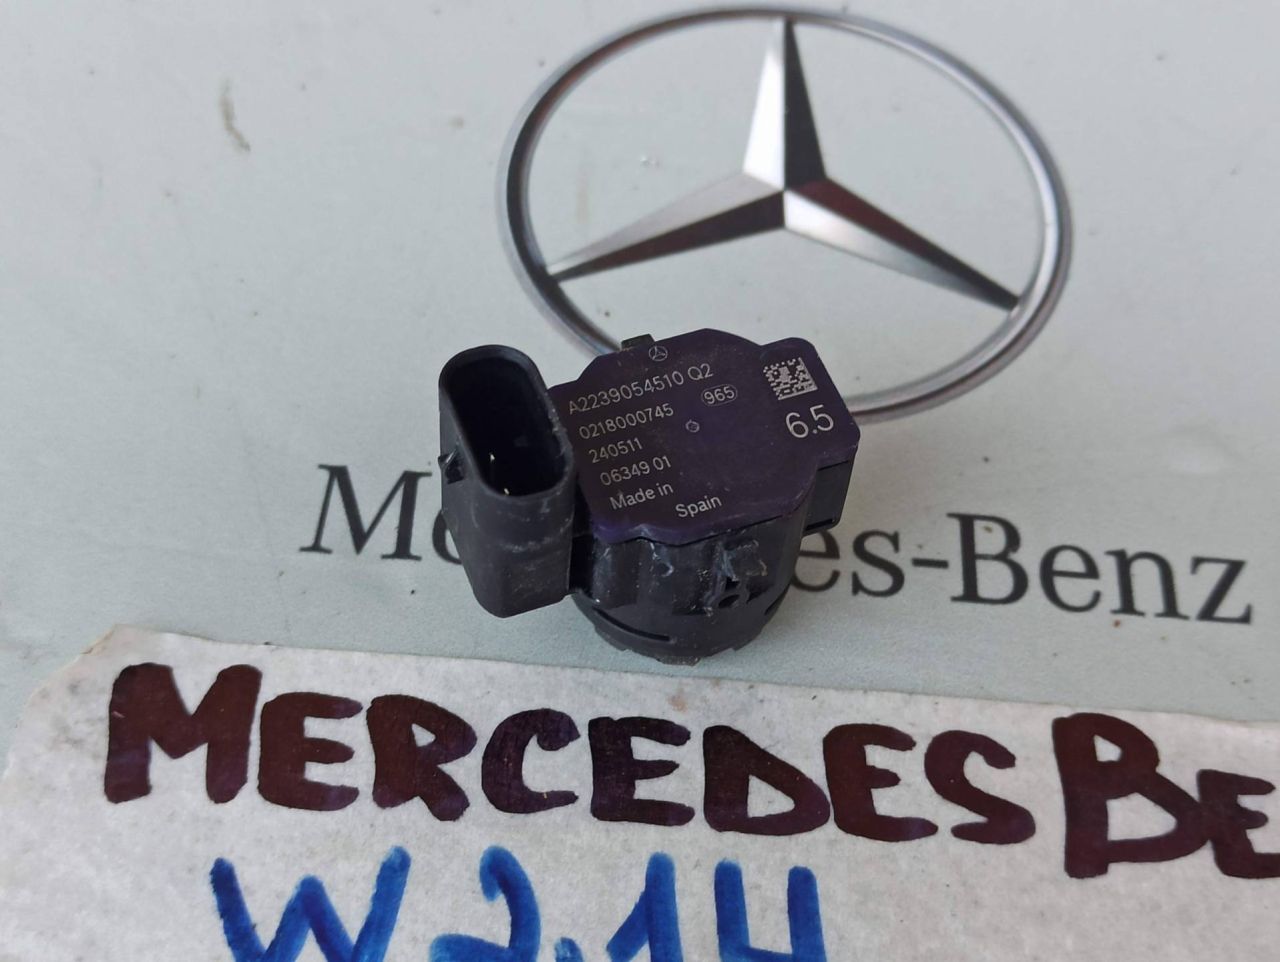 A2239054510 Q2
0218000745 965
240511
06349 01
Made in
Spain
6.5
Mercedes-Benz
MERCEDES BE
W214